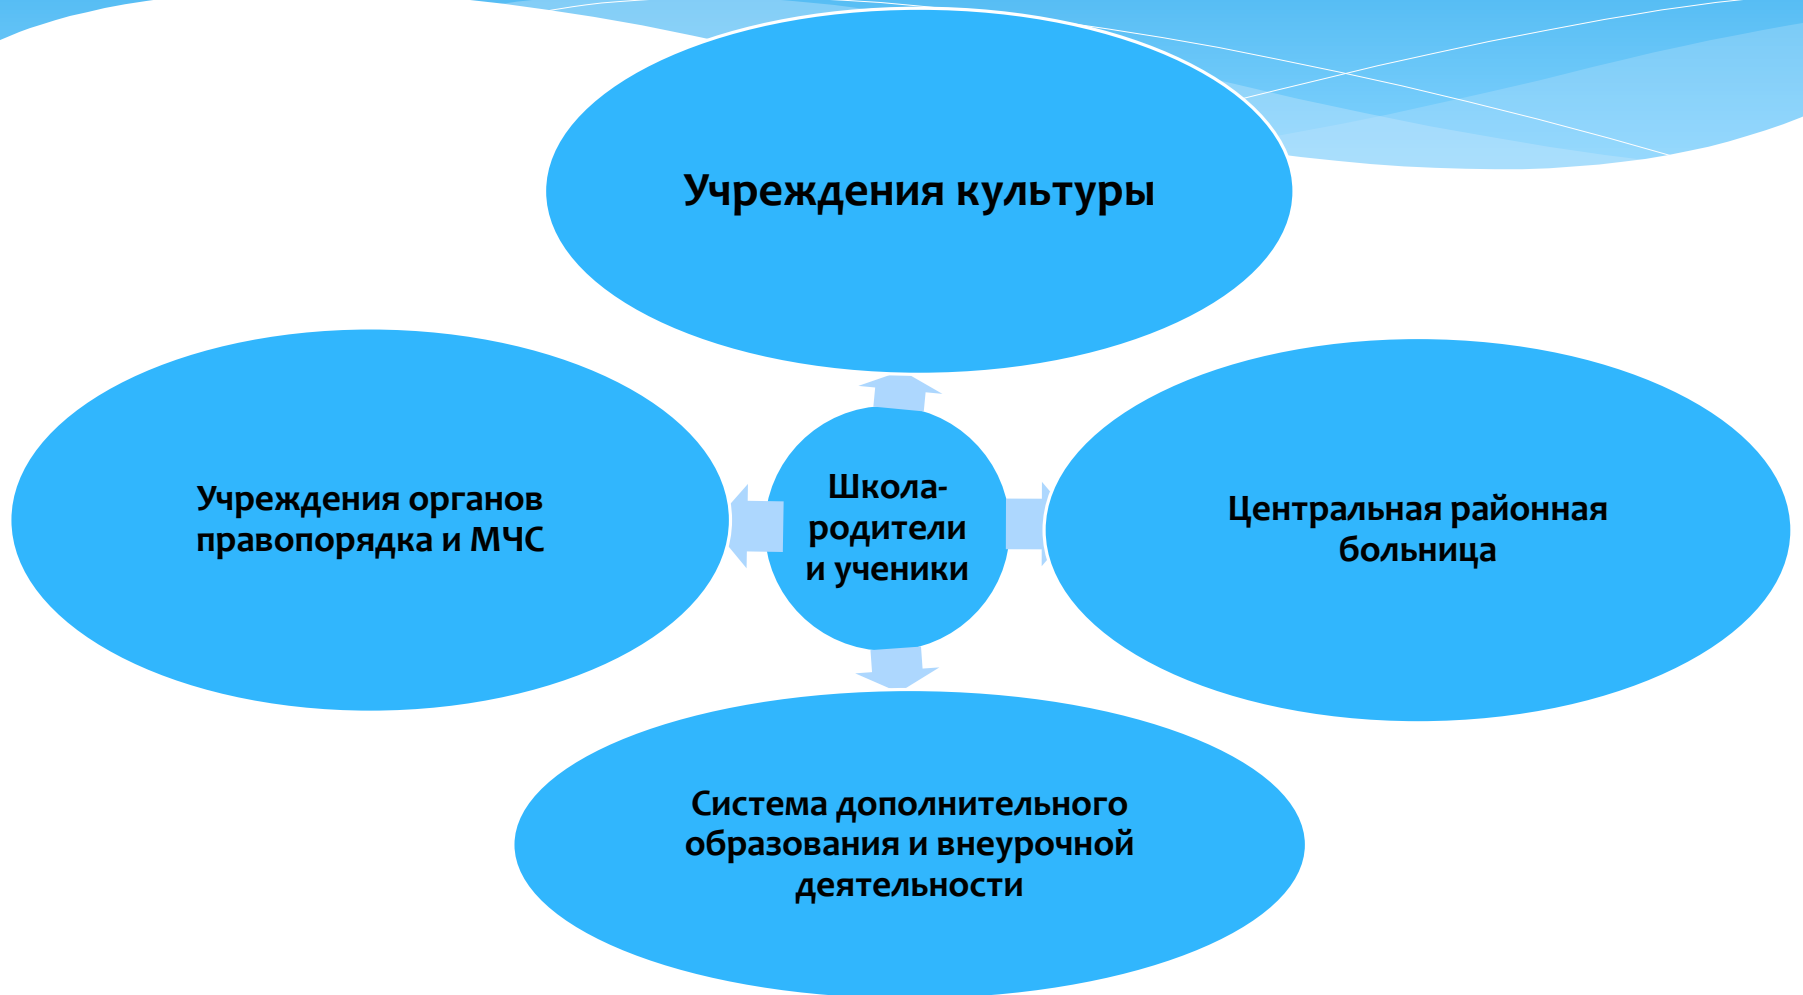 Учреждения культуры
Учреждения органов
правопорядка и МЧС
Школа-
родители
и ученики
Центральная районная
больница
Система дополнительного
образования и внеурочной
деятельности